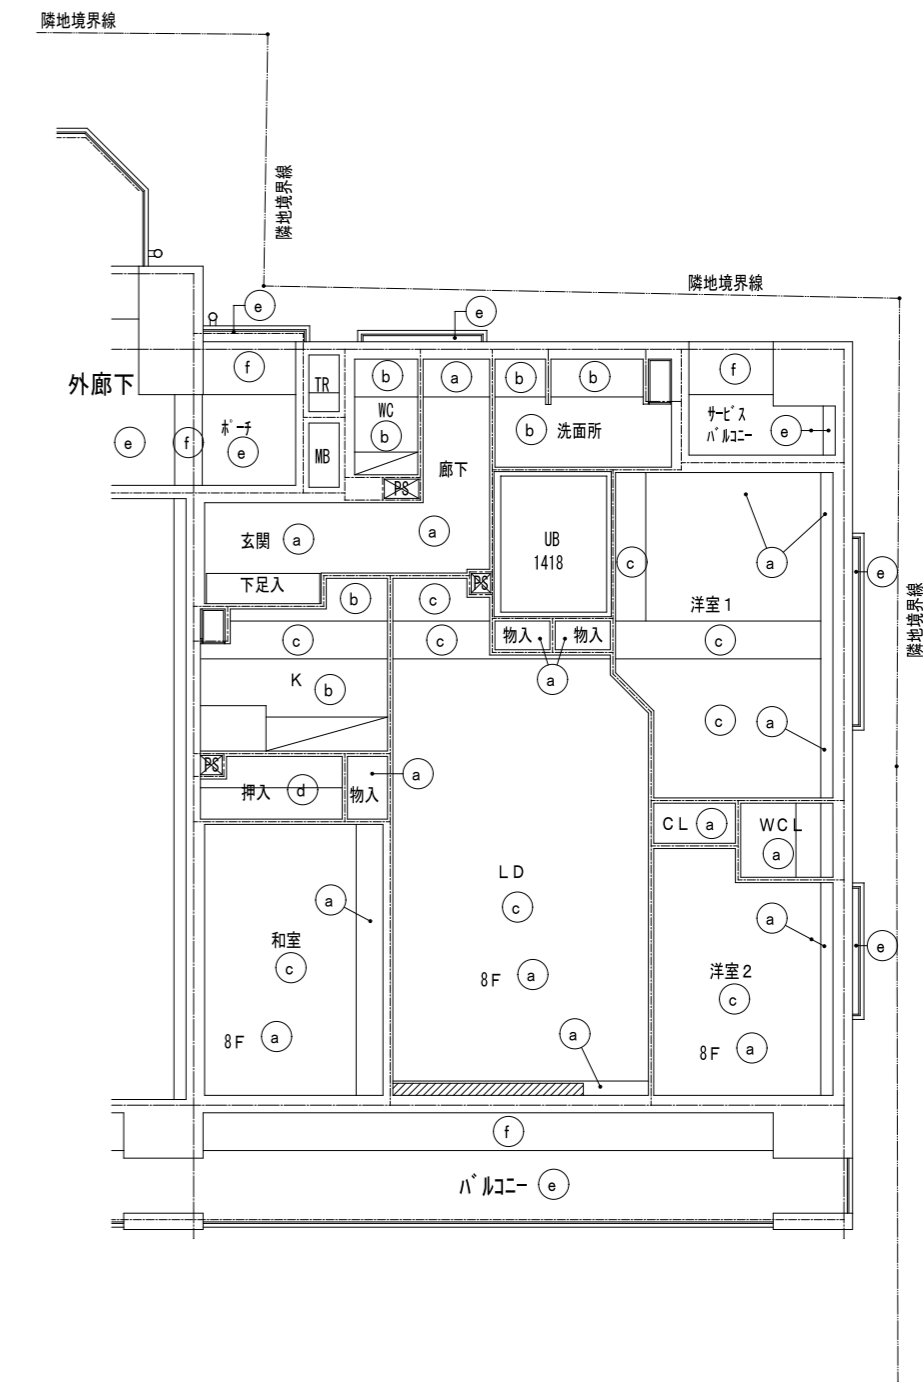 隣地境界線
隣地境界線
隣地境界線
e
e
外廊下
f
TR
b
a
b
b
f
e
f
ポーチ
e
MB
WC
b
b
洗面所
サービス
バルコニー
e
廊下
PS
玄関
a
a
UB
1418
c
a
e
隣地境界線
下足入
b
c
PS
洋室1
c
c
物入
物入
c
K
b
a
c
a
PS
押入
d
物入
a
CL
a
WCL
a
LD
c
a
a
和室
c
洋室2
c
e
8F
a
8F
a
a
8F
a
f
バルコニー
e